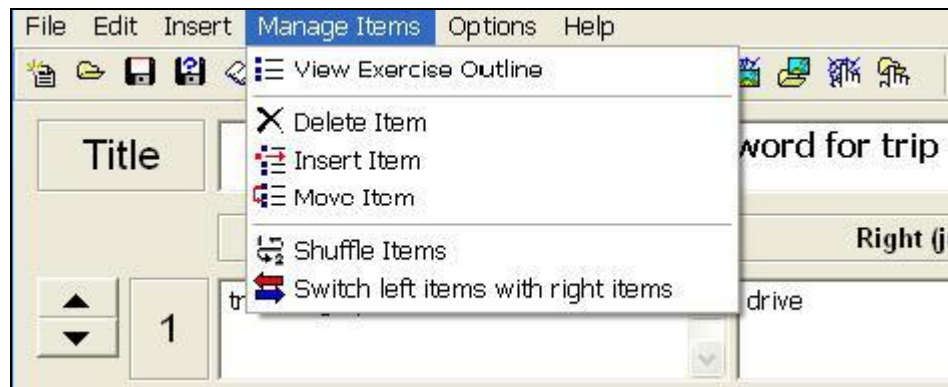 File Edit Insert Manage Items Options Help
View Exercise Outline
Delete Item
Title word for trip
Insert Item
Move Item
Right (j
Shuffle Items
Switch left items with right items
drive
1